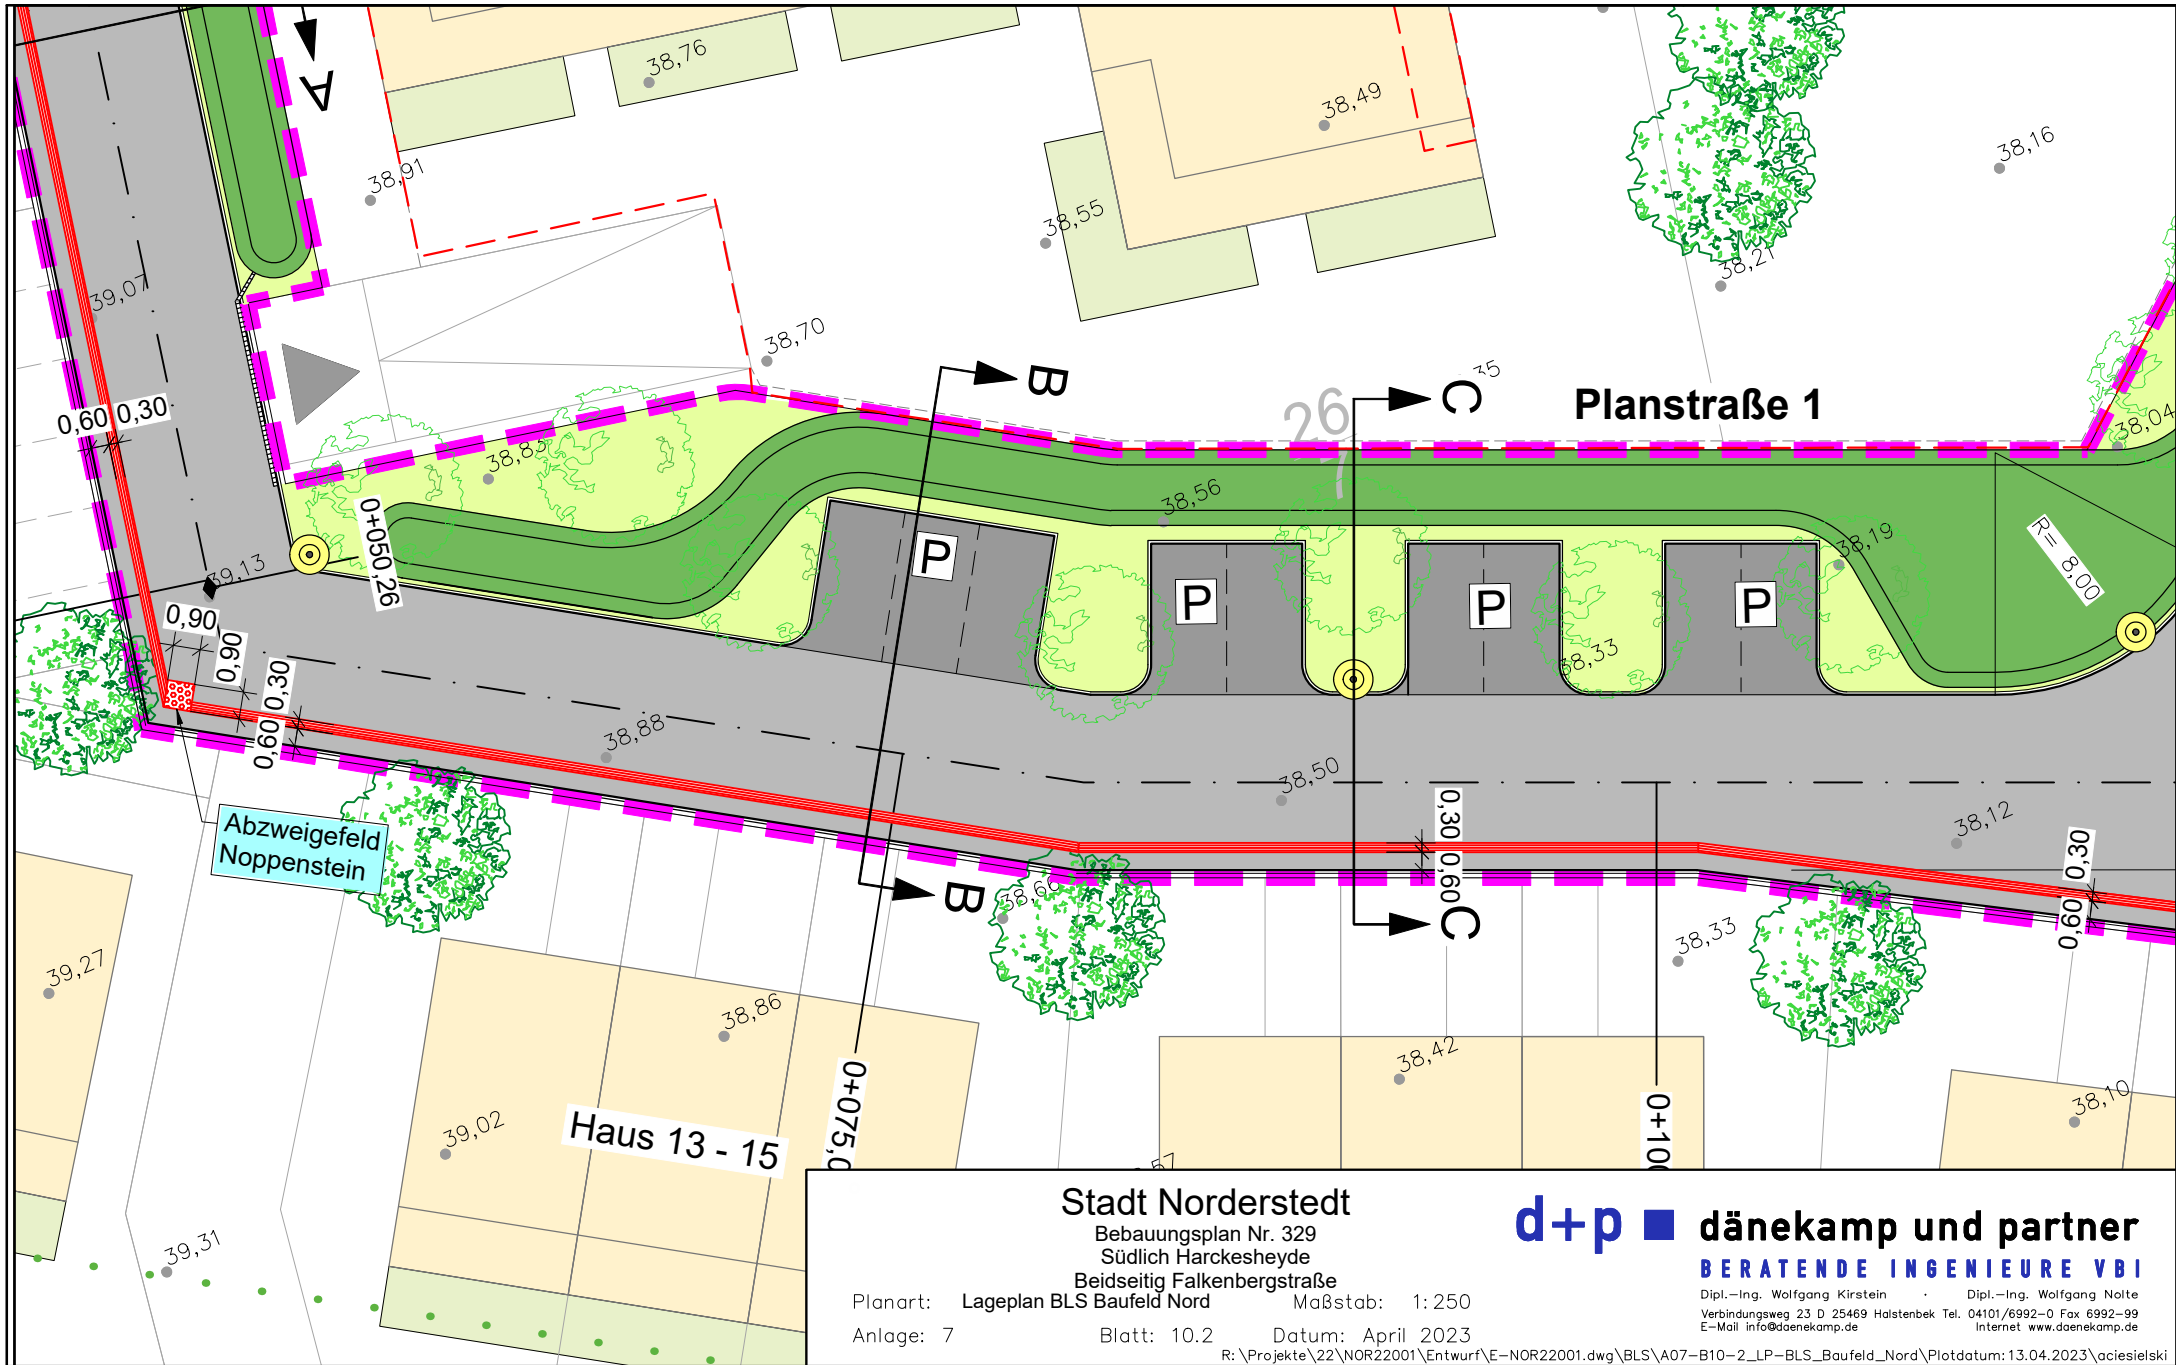 A
38,76
38,49
38,16
38,91
38,55
38,21
39,07
38,70
B
C
35
Planstraße 1
26
7
0,60 0,30
38,04
38,85
38,56
0+050,26
P
P
P
P
38,19
R= 8,00
39,13
0,90
0,90
38,33
0,30
0,60
38,88
38,50
0,30
0,60
38,12
0,30
0,60
Abzweigefeld
Noppenstein
38,66
B
C
38,33
39,27
38,86
38,42
38,10
39,02
Haus 13 - 15
0+075,0
0+100
57
39,31
Stadt Norderstedt
Bebauungsplan Nr. 329
Südlich Harckesheyde
Beidseitig Falkenbergstraße
Planart: Lageplan BLS Baufeld Nord Maßstab: 1:250
Anlage: 7 Blatt: 10.2 Datum: April 2023
d+p dänekamp und partner
BERATENDE INGENIEURE VBI
Dipl.-Ing. Wolfgang Kirstein · Dipl.-Ing. Wolfgang Nolte
Verbindungsweg 23 D 25469 Halstenbek Tel. 04101/6992-0 Fax 6992-99
E-Mail info@daenekamp.de Internet www.daenekamp.de
R:\Projekte\22\NOR22001\Entwurf\E-NOR22001.dwg\BLS\A07-B10-2_LP-BLS_Baufeld_Nord\Plotdatum:13.04.2023\aciesielski